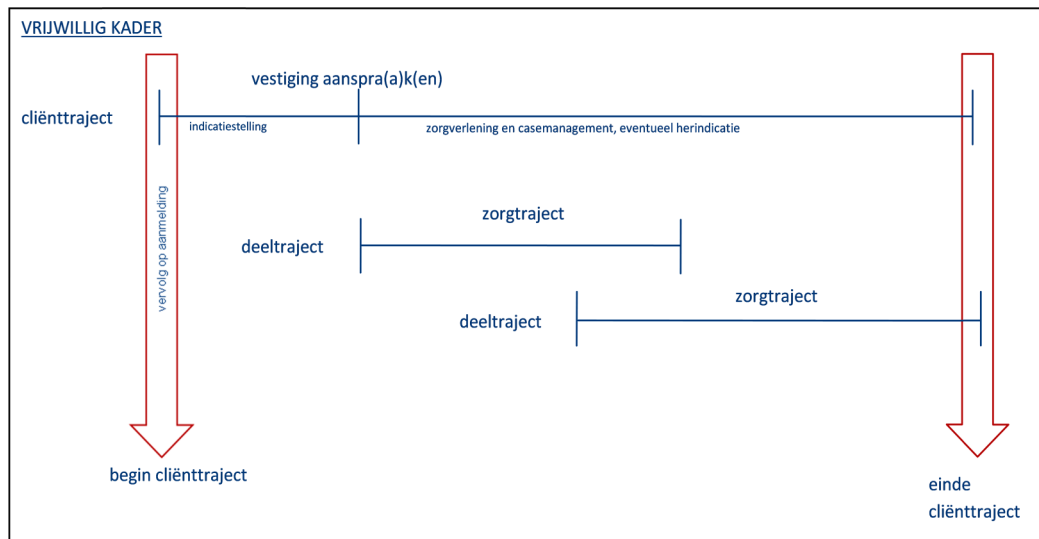 VRIJWILLIG KADER
vestiging aanspra(a)k(en)
cliënttraject
indicatiestelling
zorgverlening en casemanagement, eventueel herindicatie
vervolg op aanmelding
zorgtraject
deeltraject
zorgtraject
deeltraject
begin cliënttraject
einde
cliënttraject